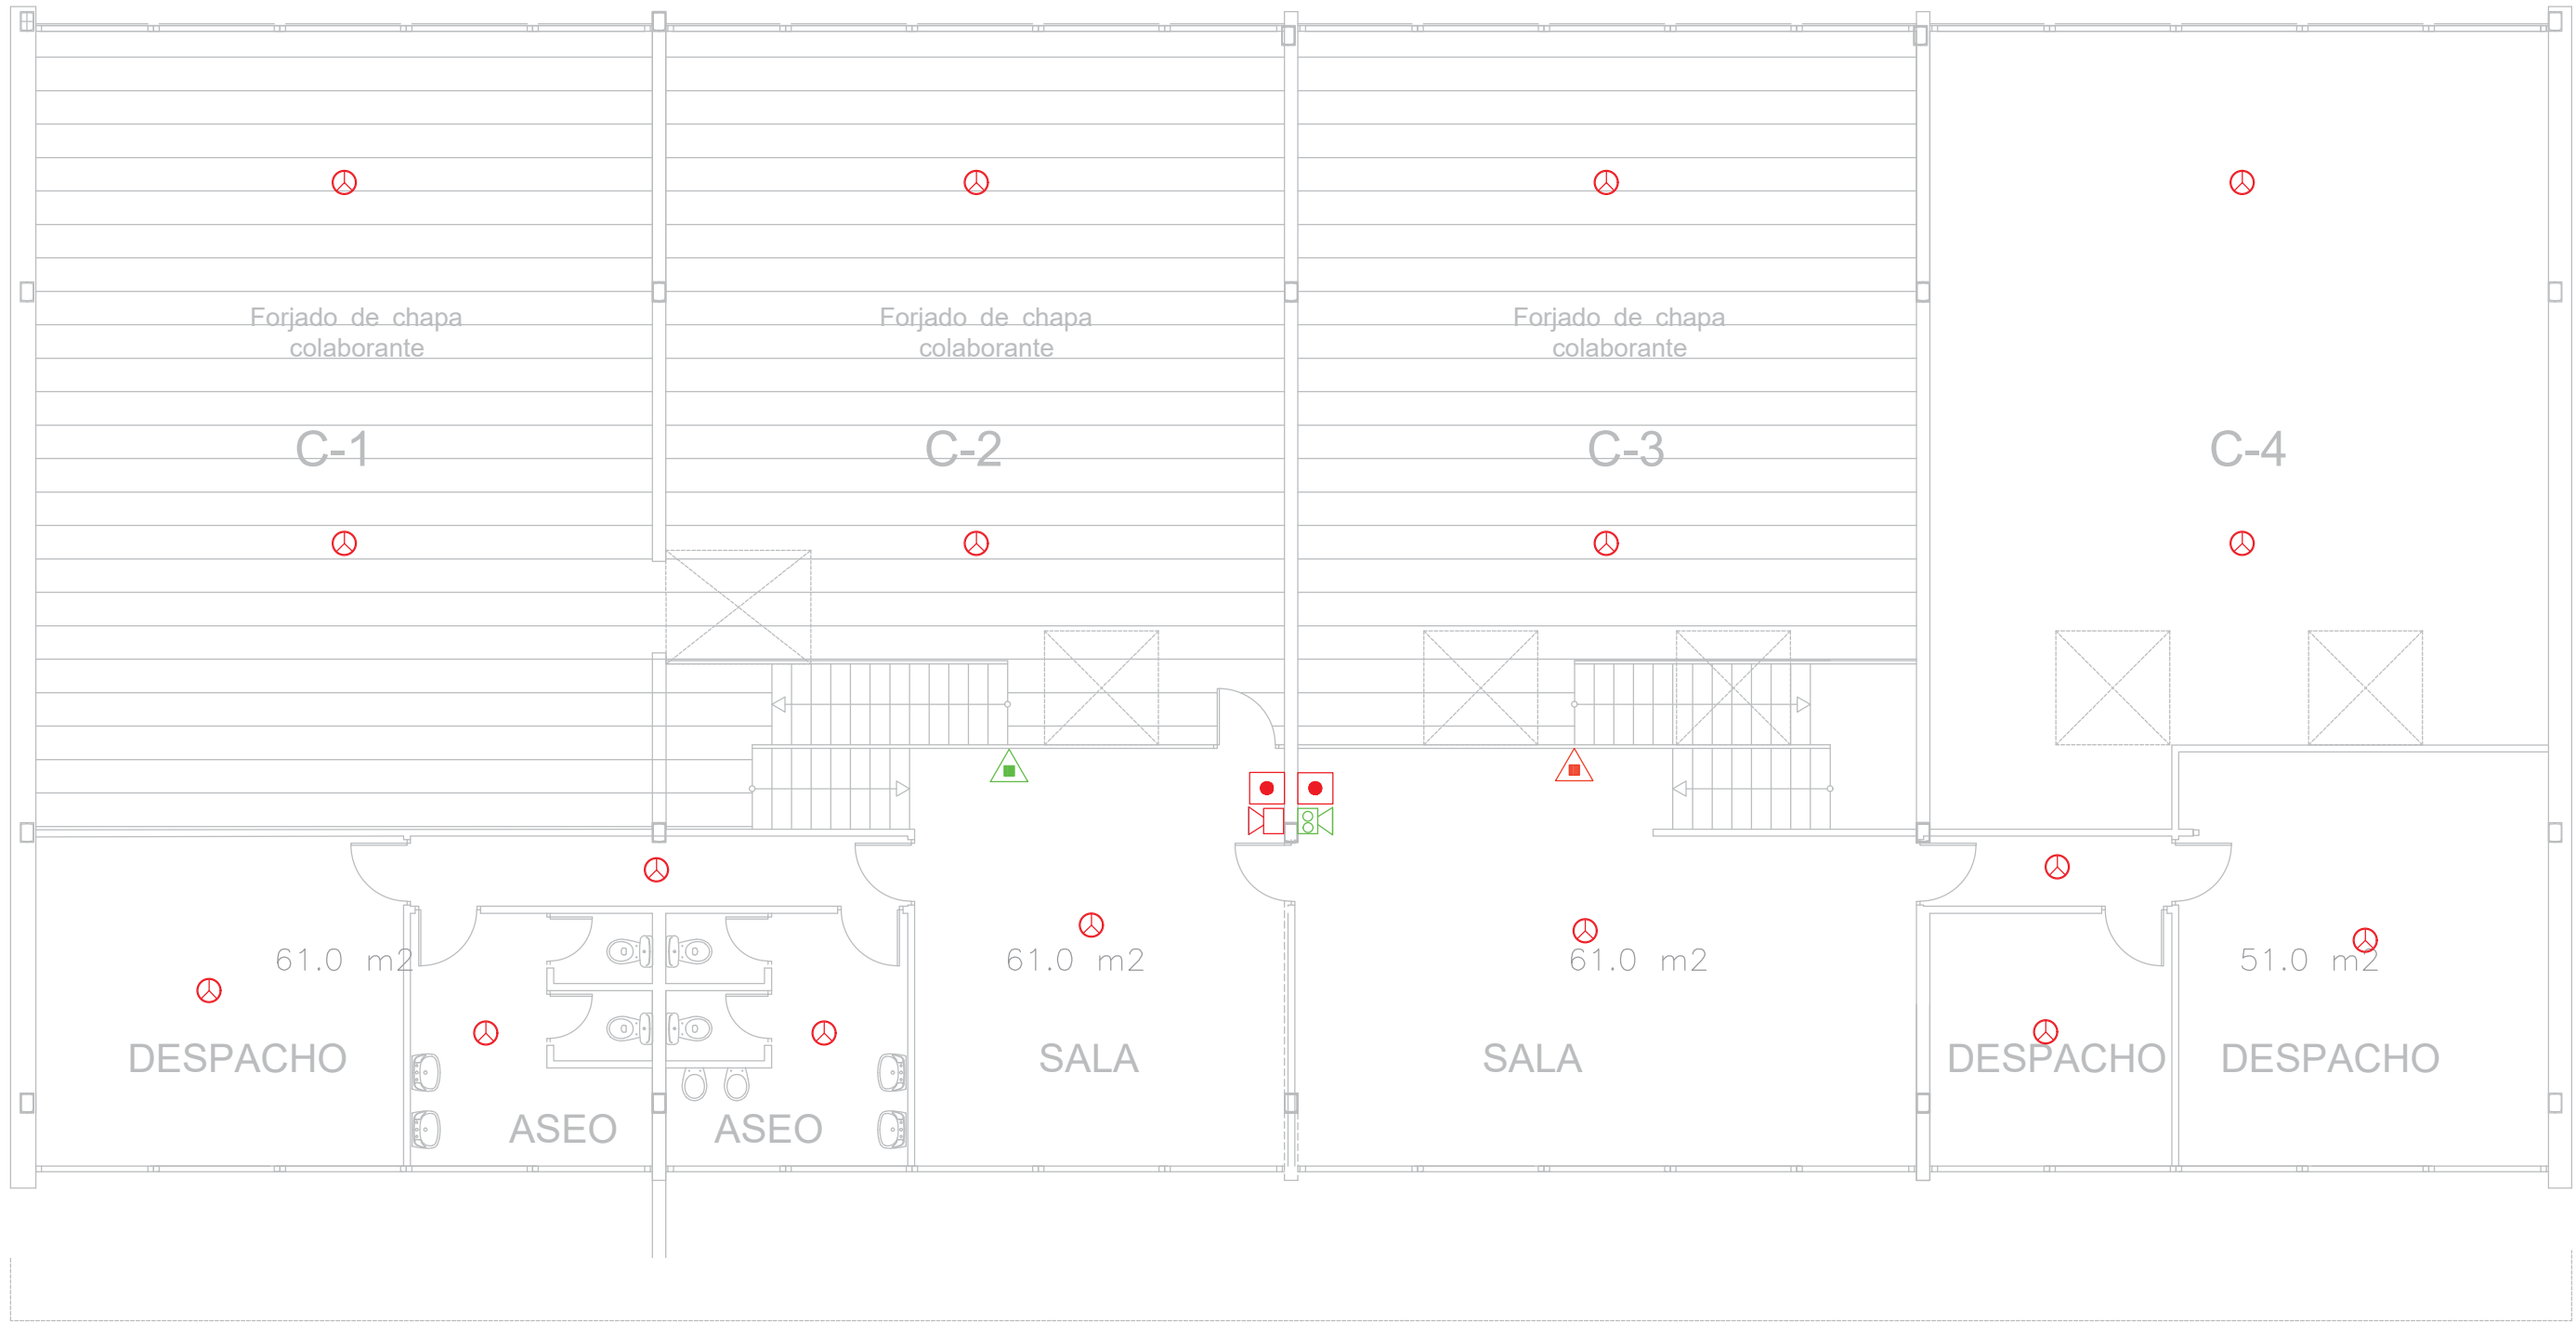 Forjado de chapa
colaborante
Forjado de chapa
colaborante
Forjado de chapa
colaborante
C-1
C-2
C-3
C-4
61.0 m2
61.0 m2
61.0 m2
51.0 m2
DESPACHO
SALA
SALA
DESPACHO
DESPACHO
ASEO
ASEO